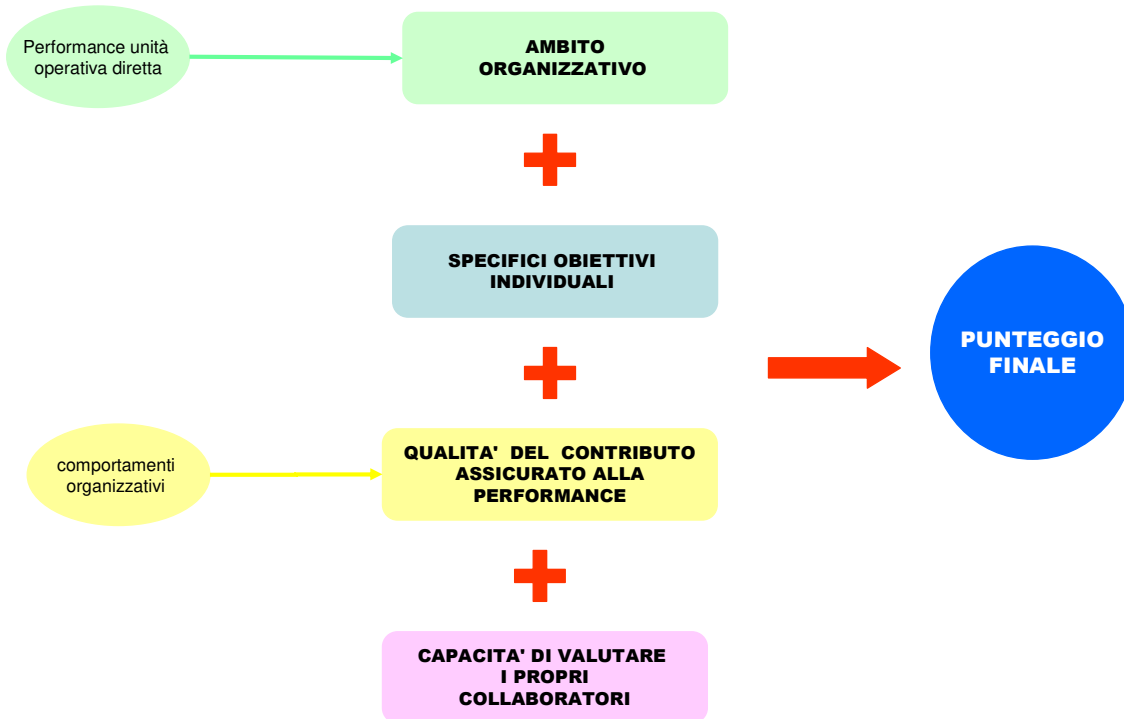 Performance unità
operativa diretta
AMBITO
ORGANIZZATIVO
SPECIFICI OBIETTIVI
INDIVIDUALI
PUNTEGGIO
FINALE
comportamenti
organizzativi
QUALITA' DEL CONTRIBUTO
ASSICURATO ALLA
PERFORMANCE
CAPACITA' DI VALUTARE
I PROPRI
COLLABORATORI